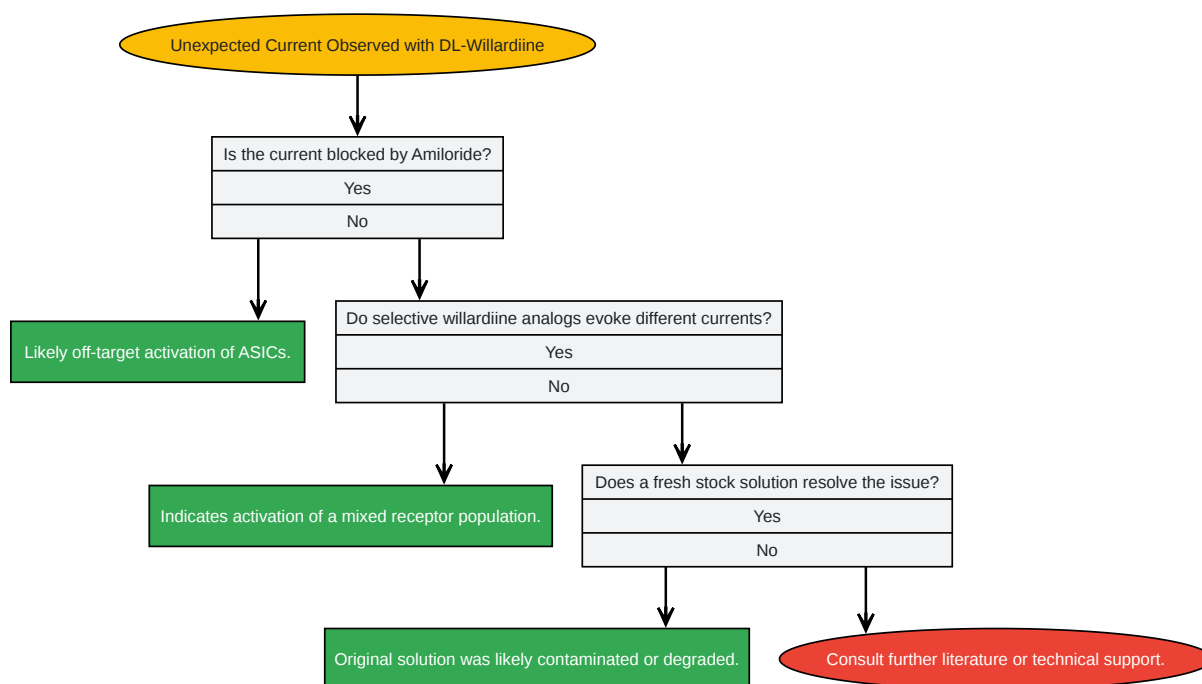 Unexpected Current Observed with DL-Willardiine
Is the current blocked by Amiloride?
Yes
No
Likely off-target activation of ASICs.
Do selective willardiine analogs evoke different currents?
Yes
No
Indicates activation of a mixed receptor population.
Does a fresh stock solution resolve the issue?
Yes
No
Original solution was likely contaminated or degraded.
Consult further literature or technical support.